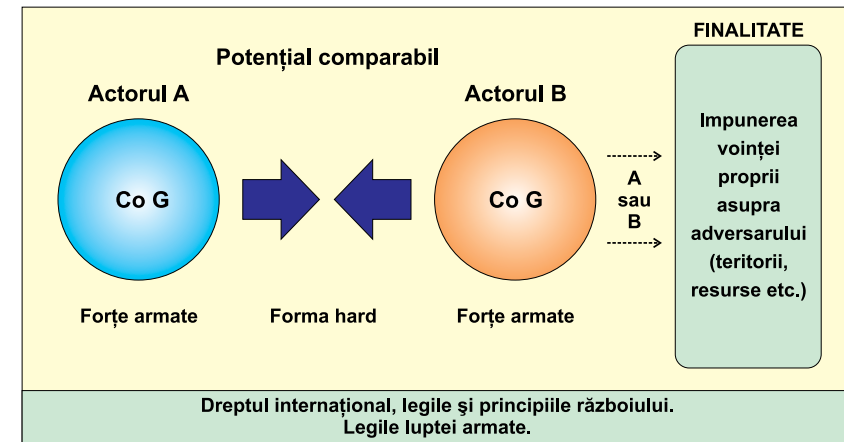 FINALITATE
Potențial comparabil
Actorul A
Actorul B
Co G
Co G
A
sau
B
Impunerea
voinței
proprii
asupra
adversarului
(teritorii,
resurse etc.)
Forțe armate
Forma hard
Forțe armate
Dreptul internațional, legile şi principiile războiului.
Legile luptei armate.